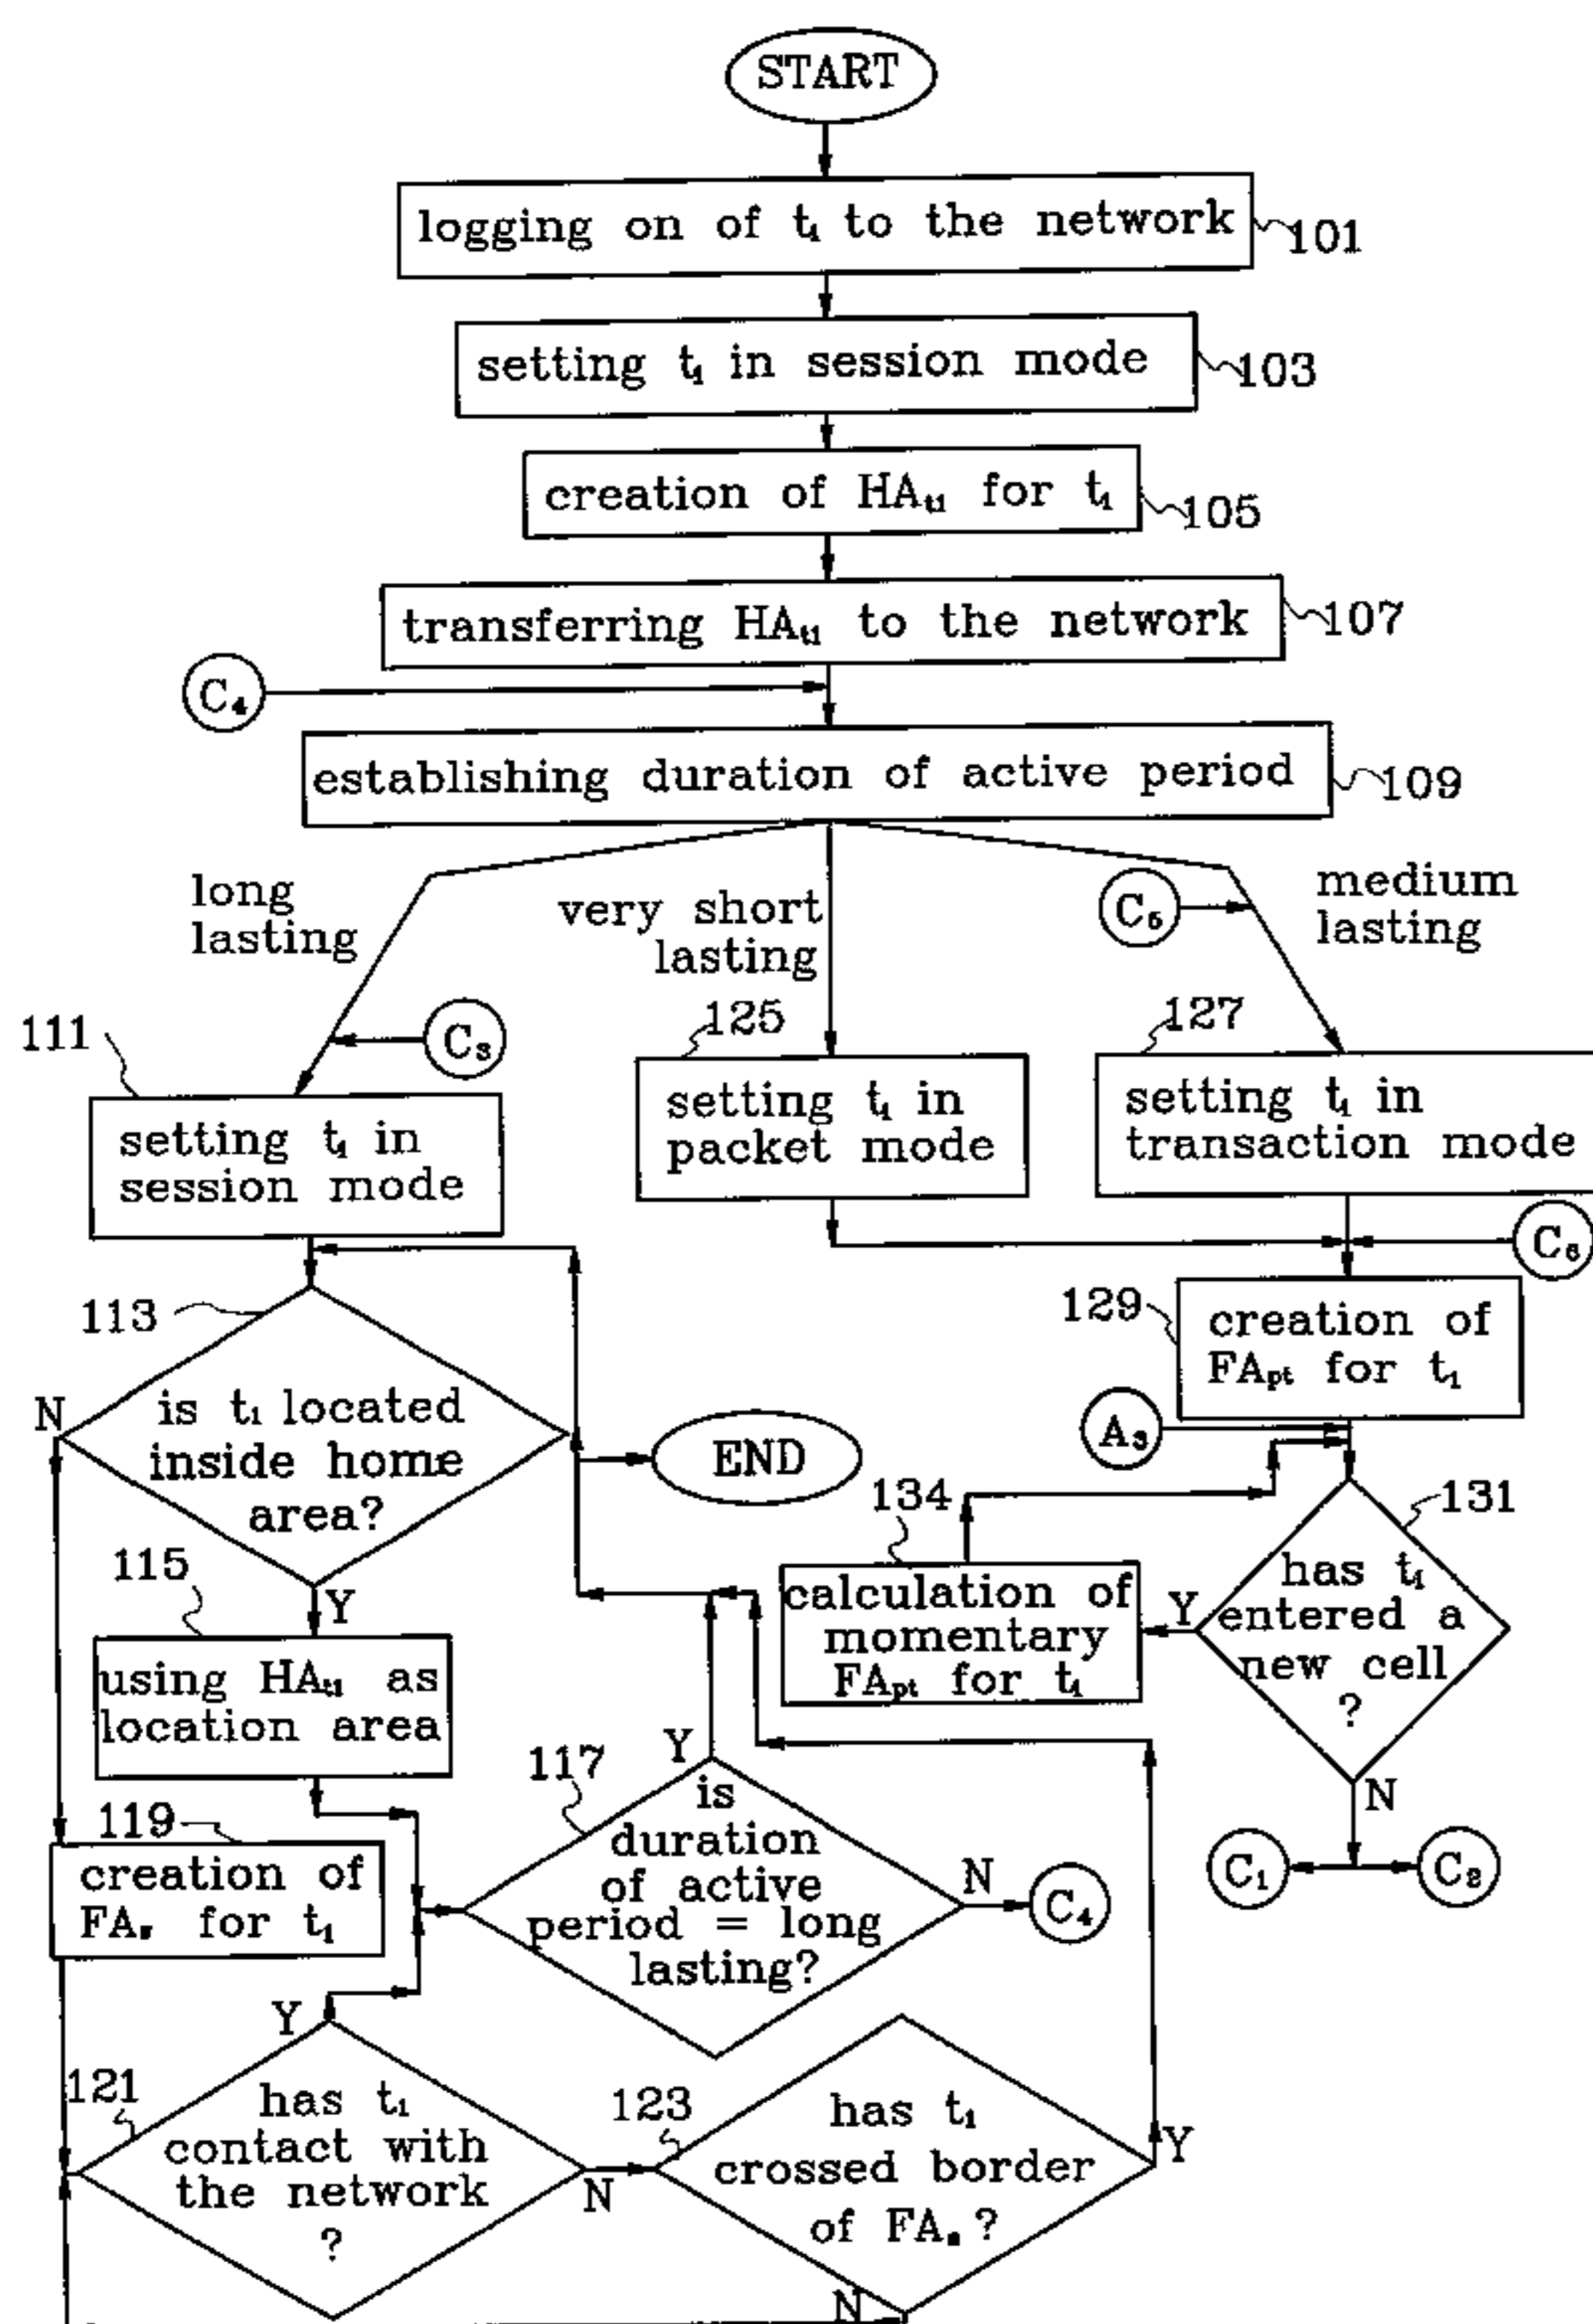 START
logging on of t₁ to the network
101
setting t₁ in session mode
103
creation of HAt1 for t₁
105
transferring HAt1 to the network
107
C₄
establishing duration of active period
109
long
lasting
very short
lasting
C₅
medium
lasting
111
C₃
125
127
setting t₁ in
session mode
setting t₁ in
packet mode
setting t₁ in
transaction mode
C₆
113
129
creation of
FApt for t₁
N
is t₁ located
inside home
area?
END
A₃
134
131
115
Y
calculation of
momentary
FApt for t₁
Y
has t₁
entered a
new cell
?
using HAt1 as
location area
117
Y
is
duration
of active
period = long
lasting?
N
C₄
N
C₁
C₂
119
creation of
FAs for t₁
Y
121
has t₁
contact with
the network
?
N
123
has t₁
crossed border
of FAs?
Y
N